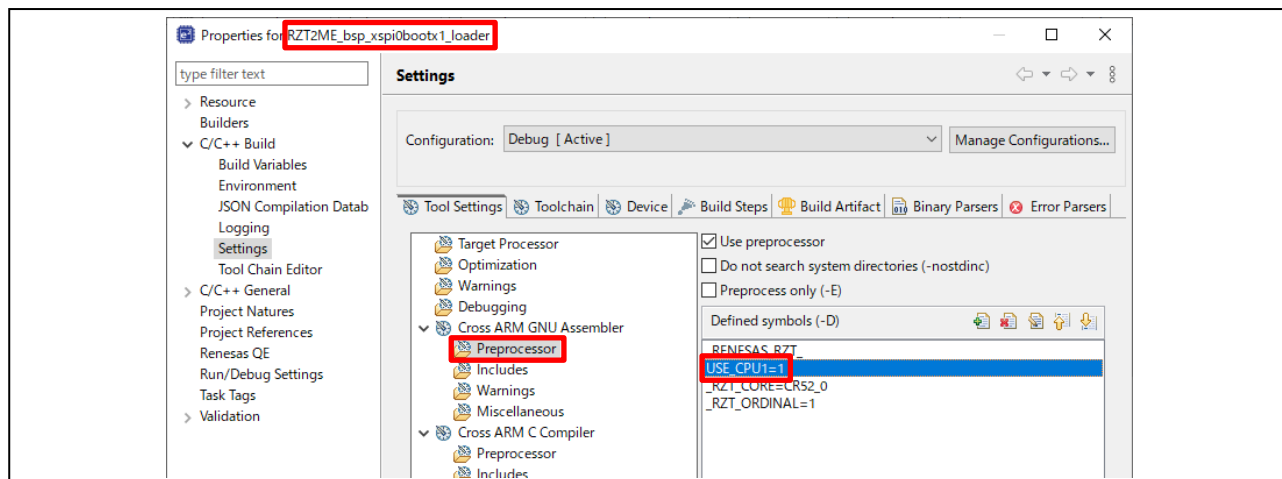 Properties for RZT2ME_bsp_xspi0bootx1_loader
type filter text
Settings
Resource
Builders
C/C++ Build
Build Variables
Environment
JSON Compilation Datab
Logging
Settings
Tool Chain Editor
C/C++ General
Project Natures
Project References
Renesas QE
Run/Debug Settings
Task Tags
Validation
Configuration: Debug [ Active ]
Manage Configurations...
Tool Settings Toolchain Device Build Steps Build Artifact Binary Parsers Error Parsers
Target Processor
Optimization
Warnings
Debugging
Cross ARM GNU Assembler
Preprocessor
Includes
Warnings
Miscellaneous
Cross ARM C Compiler
Preprocessor
Includes
Use preprocessor
Do not search system directories (-nostdinc)
Preprocess only (-E)
Defined symbols (-D)
_RENESAS_RZT_
USE_CPU1=1
_RZT_CORE=CR52_0
_RZT_ORDINAL=1